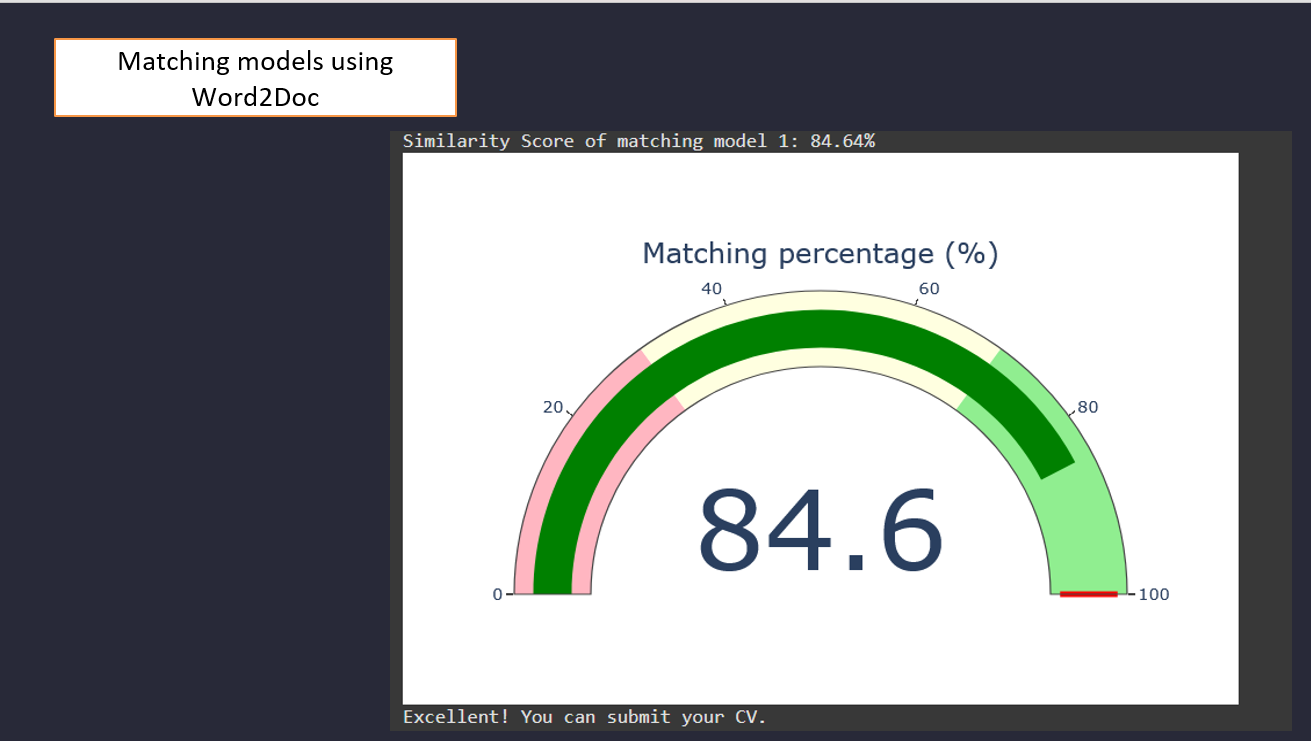 Matching models using
Word2Doc
Similarity Score of matching model 1: 84.64%
Matching percentage (%)
40
60
20
80
84.6
0
100
Excellent! You can submit your CV.